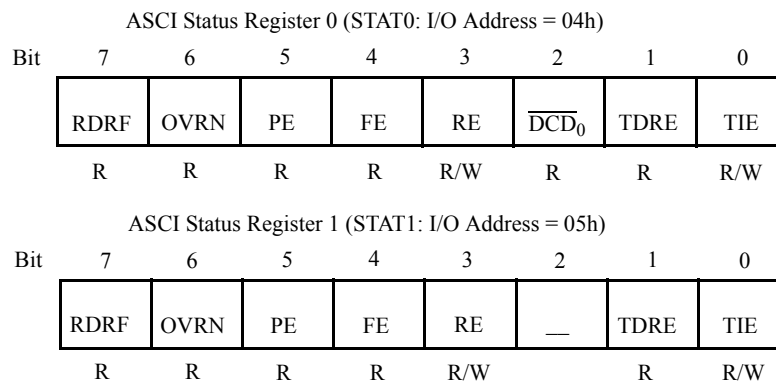 ASCI Status Register 0 (STAT0: I/O Address = 04h)
Bit 7 6 5 4 3 2 1 0
RDRF OVRN PE FE RE D̅C̅D̅₀ TDRE TIE
R R R R R/W R R R/W
ASCI Status Register 1 (STAT1: I/O Address = 05h)
Bit 7 6 5 4 3 2 1 0
RDRF OVRN PE FE RE __ TDRE TIE
R R R R R/W R R/W